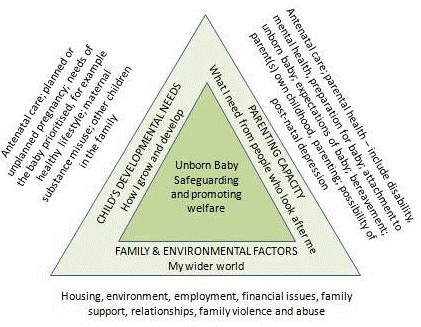 Antenatal care; planned or
unplanned pregnancy; needs of
the baby prioritised, for example
healthy lifestyle; maternal
substance misuse; other children
in the family
Antenatal care; parental health – include disability,
mental health, preparation for baby; attachment to
unborn baby; expectations of baby; bereavement;
parent(s) own childhood, parenting; possibility of
post-natal depression
CHILD'S DEVELOPMENTAL NEEDS
How I grow and develop
PARENTING CAPACITY
What I need from people who look after me
Unborn Baby
Safeguarding
and promoting
welfare
FAMILY & ENVIRONMENTAL FACTORS
My wider world
Housing, environment, employment, financial issues, family
support, relationships, family violence and abuse